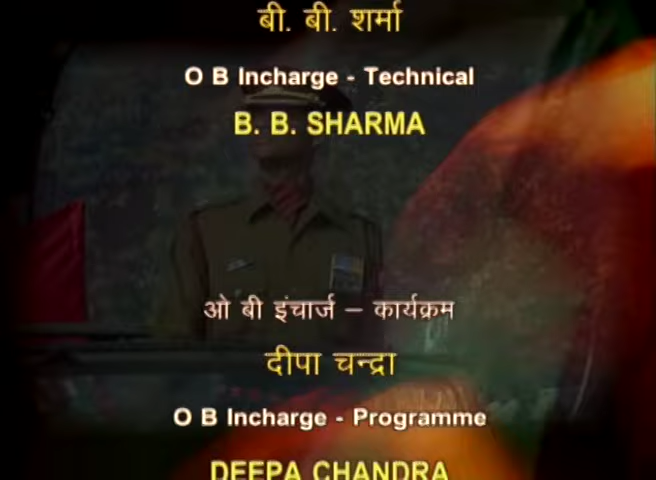 बी. बी. शर्मा
O B Incharge - Technical
B. B. SHARMA
ओ बी इंचार्ज – कार्यक्रम
दीपा चन्द्रा
O B Incharge - Programme
DEEPA CHANDRA